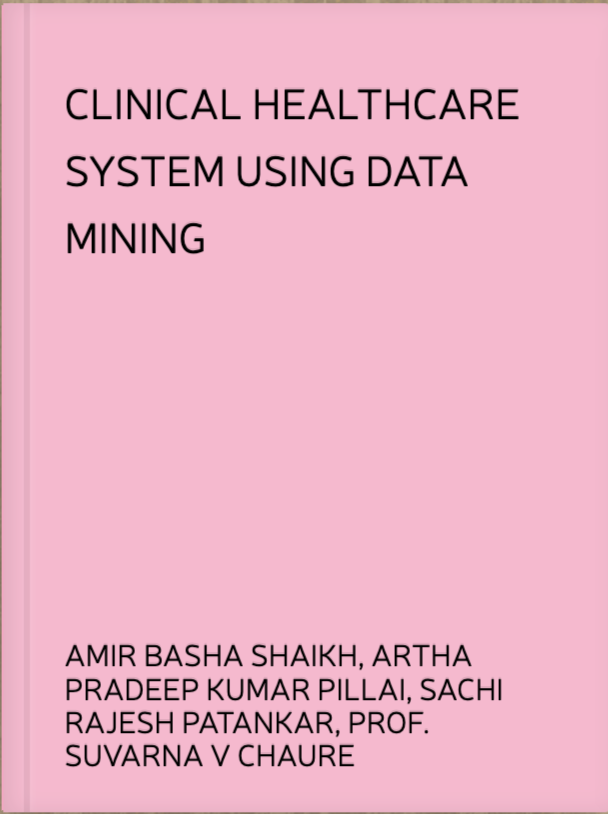 CLINICAL HEALTHCARE
SYSTEM USING DATA
MINING
AMIR BASHA SHAIKH, ARTHA
PRADEEP KUMAR PILLAI, SACHI
RAJESH PATANKAR, PROF.
SUVARNA V CHAURE